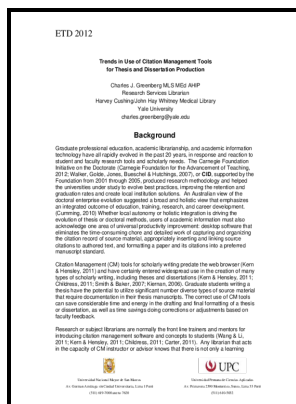 ETD 2012
Trends in Use of Citation Management Tools
for Thesis and Dissertation Production
Charles J. Greenberg MLS MEd AHIP
Research Services Librarian
Harvey Cushing/John Hay Whitney Medical Library
Yale University
charles.greenberg@yale.edu
Background
Graduate professional education, academic librarianship, and academic information
technology have all rapidly evolved in the past 20 years, in response and reaction to
student and faculty research tools and scholarly needs. The Carnegie Foundation
Initiative on the Doctorate (Carnegie Foundation for the Advancement of Teaching,
2012; Walker, Golde, Jones, Bueschel & Hutchings, 2007), or CID, supported by the
Foundation from 2001 through 2005, produced research methodology and helped
the universities under study to evolve best practices, improving the retention and
graduation rates and create local institution solutions. An Australian view of the
doctoral enterprise evolution suggested a broad and holistic view that emphasizes
an integrated outcome of education, training, research, and career development.
(Cumming, 2010) Whether local autonomy or holistic integration is driving the
evolution of thesis or doctoral methods, users of academic information must also
acknowledge one area of universal productivity improvement: desktop software that
eliminates the time-consuming chore and detailed work of capturing and organizing
the citation record of source material, appropriately inserting and linking source
citations to authored text, and formatting a paper and its citations into a preferred
manuscript standard.
Citation Management (CM) tools for scholarly writing predate the web browser (Kern
& Hensley, 2011) and have certainly entered widespread use in the creation of many
types of scholarly writing, including theses and dissertations (Kern & Hensley, 2011;
Childress, 2011; Smith & Baker, 2007; Kiernan, 2006). Graduate students writing a
thesis have the potential to utilize significant number diverse types of source material
that require documentation in their thesis manuscripts. The correct use of CM tools
can save considerable time and energy in the drafting and final formatting of a thesis
or dissertation, as well as time savings doing corrections or adjustments based on
faculty feedback.
Research or subject librarians are normally the front line trainers and mentors for
introducing citation management software and concepts to students (Wang & Li,
2011; Kern & Hensley, 2011; Childress, 2011; Carter, 2011). Any librarian that acts
in the capacity of CM instructor or advisor knows that there is not only a learning
UPC
Universidad Nacional Mayor de San Marcos
Universidad Peruana de Ciencias Aplicadas